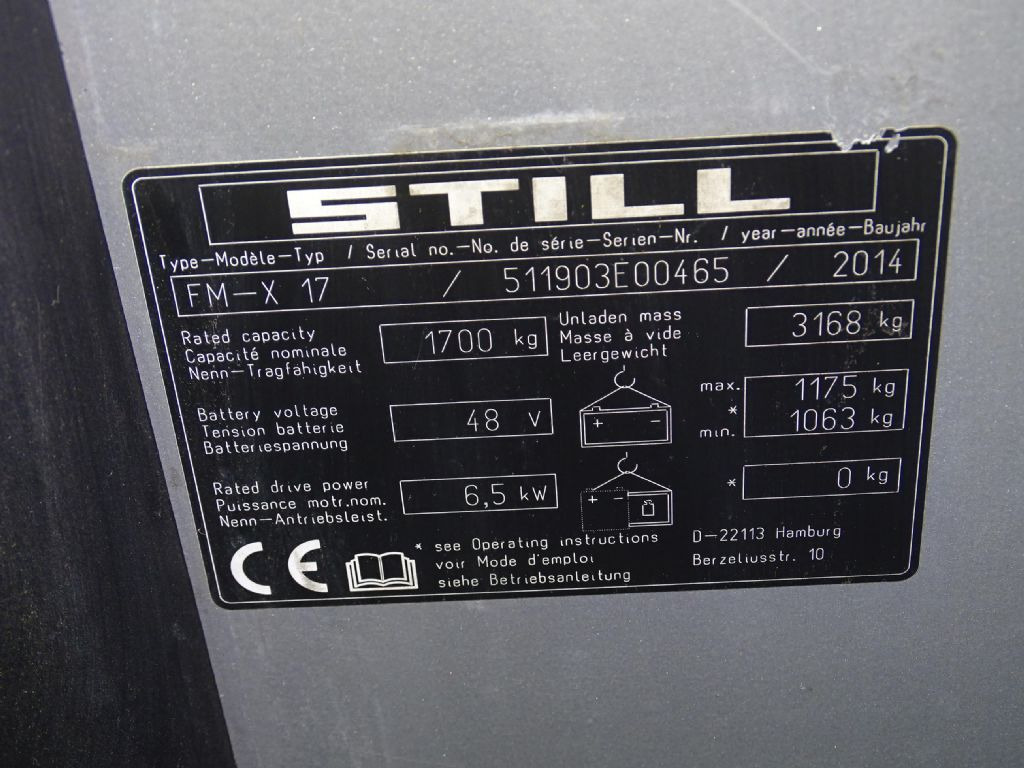 STILL
Type-Modèle-Typ / Serial no.-No. de série-Serien-Nr. / year-année-Baujahr
FM-X 17 / 511903E00465 / 2014
Rated capacity
Capacité nominale
Nenn-Tragfähigkeit
1700 kg
Unladen mass
Masse à vide
Leergewicht
3168 kg
Battery voltage
Tension batterie
Batteriespannung
48 V
+ -
max. 1175 kg
*
min. 1063 kg
Rated drive power
Puissance motr.nom.
Nenn-Antriebsleist.
6,5 kW
+
* 0 kg
CE
* see Operating instructions
voir Mode d'emploi
siehe Betriebsanleitung
D-22113 Hamburg
Berzeliusstr. 10